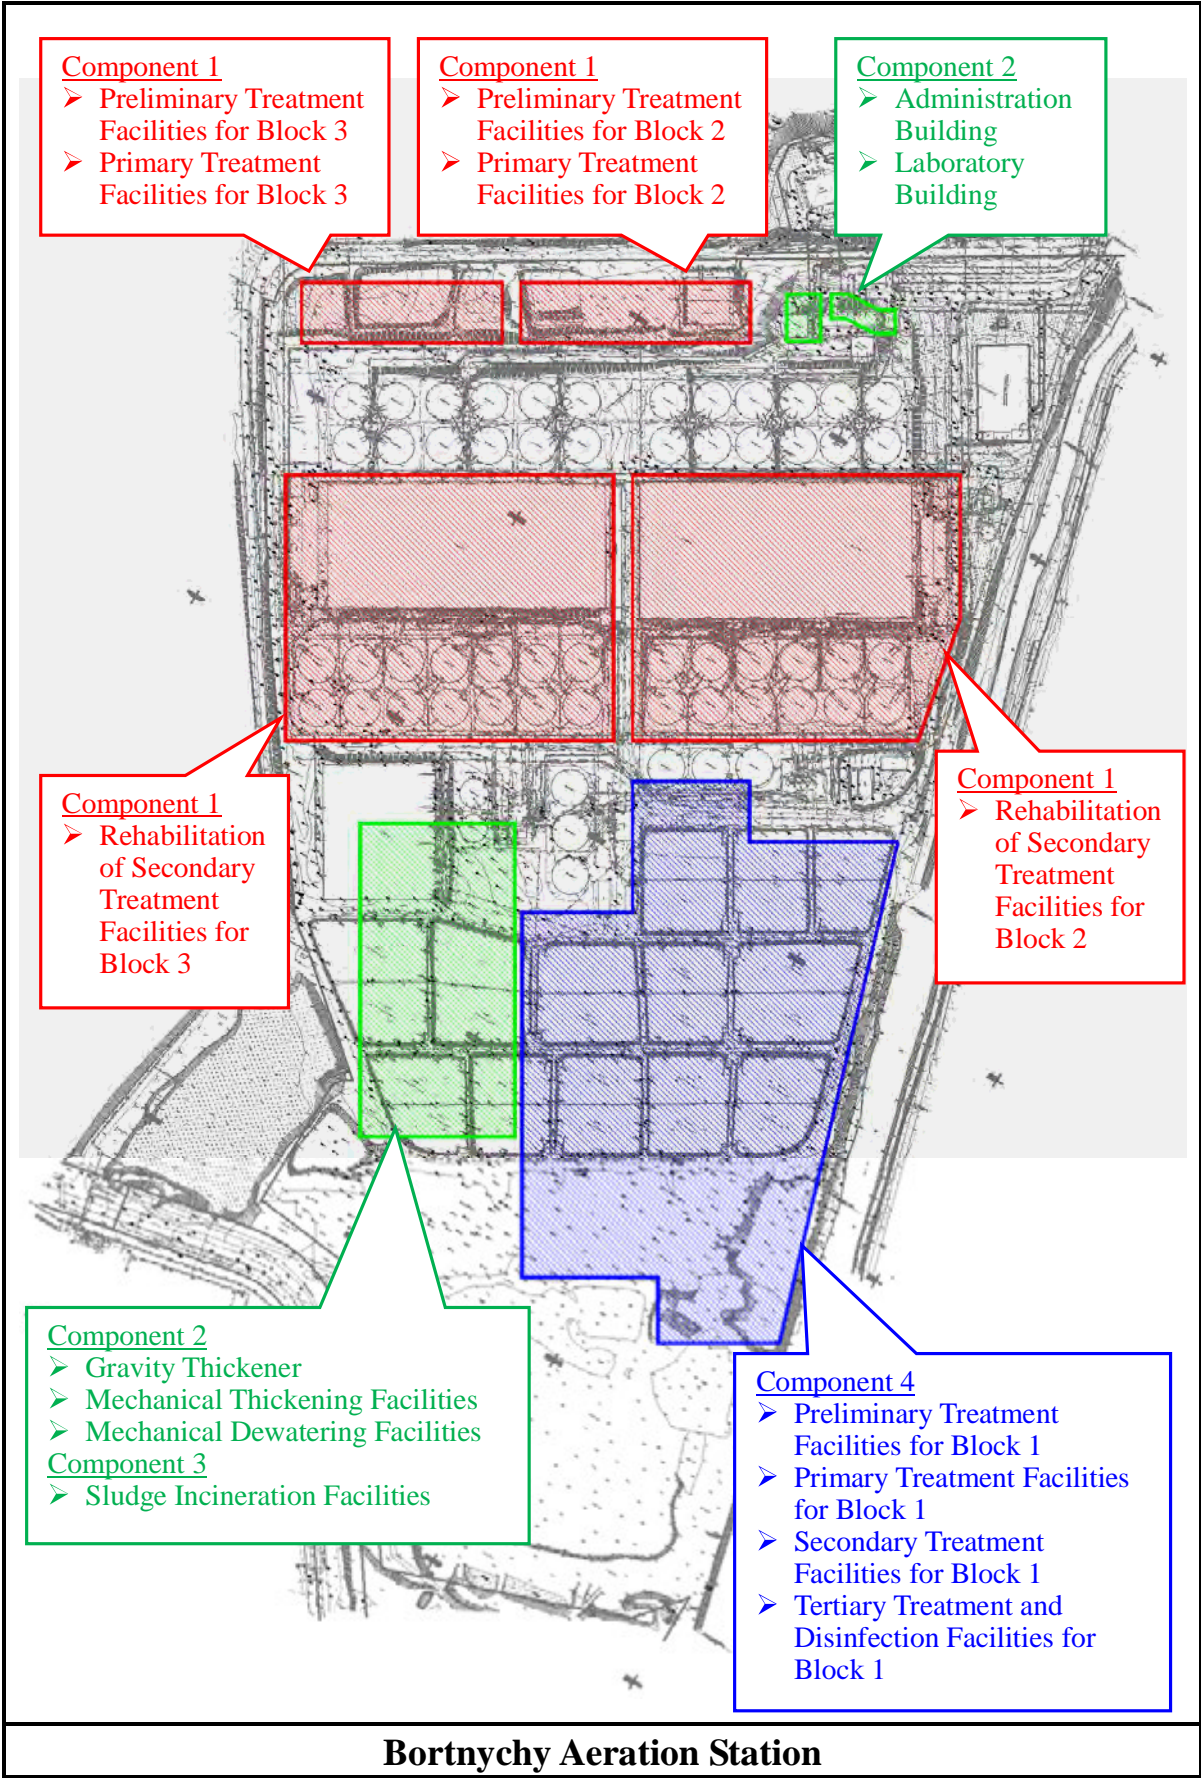 Component 1
➢ Preliminary Treatment
Facilities for Block 3
➢ Primary Treatment
Facilities for Block 3
Component 1
➢ Preliminary Treatment
Facilities for Block 2
➢ Primary Treatment
Facilities for Block 2
Component 2
➢ Administration
Building
➢ Laboratory
Building
Component 1
➢ Rehabilitation
of Secondary
Treatment
Facilities for
Block 3
Component 1
➢ Rehabilitation
of Secondary
Treatment
Facilities for
Block 2
Component 2
➢ Gravity Thickener
➢ Mechanical Thickening Facilities
➢ Mechanical Dewatering Facilities
Component 3
➢ Sludge Incineration Facilities
Component 4
➢ Preliminary Treatment
Facilities for Block 1
➢ Primary Treatment Facilities
for Block 1
➢ Secondary Treatment
Facilities for Block 1
➢ Tertiary Treatment and
Disinfection Facilities for
Block 1
Bortnychy Aeration Station